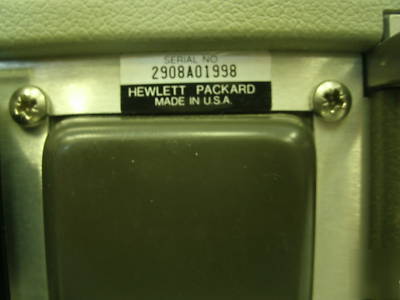 SERIAL NO
2908A01998
HEWLETT PACKARD
MADE IN U.S.A.